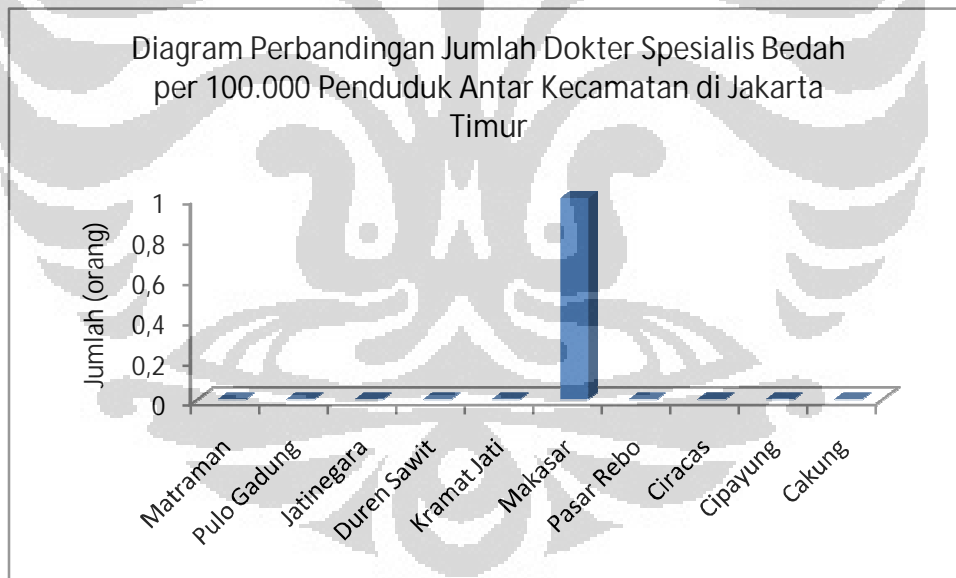 Diagram Perbandingan Jumlah Dokter Spesialis Bedah
per 100.000 Penduduk Antar Kecamatan di Jakarta
Timur
Jumlah (orang)
1
0,8
0,6
0,4
0,2
0
Matraman
Pulo Gadung
Jatinegara
Duren Sawit
Kramat Jati
Makasar
Pasar Rebo
Ciracas
Cipayung
Cakung